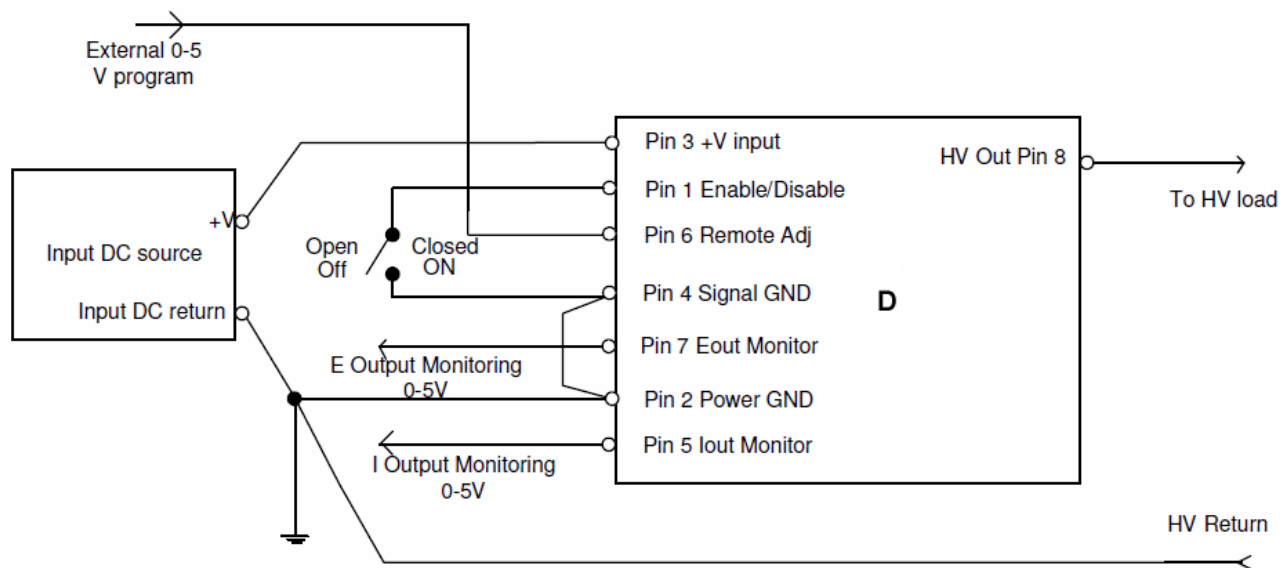 External 0-5
V program
Pin 3 +V input
HV Out Pin 8
Pin 1 Enable/Disable
To HV load
+V
Open
Off
Closed
ON
Pin 6 Remote Adj
Input DC source
Pin 4 Signal GND
D
Input DC return
Pin 7 Eout Monitor
E Output Monitoring
0-5V
Pin 2 Power GND
Pin 5 Iout Monitor
I Output Monitoring
0-5V
HV Return